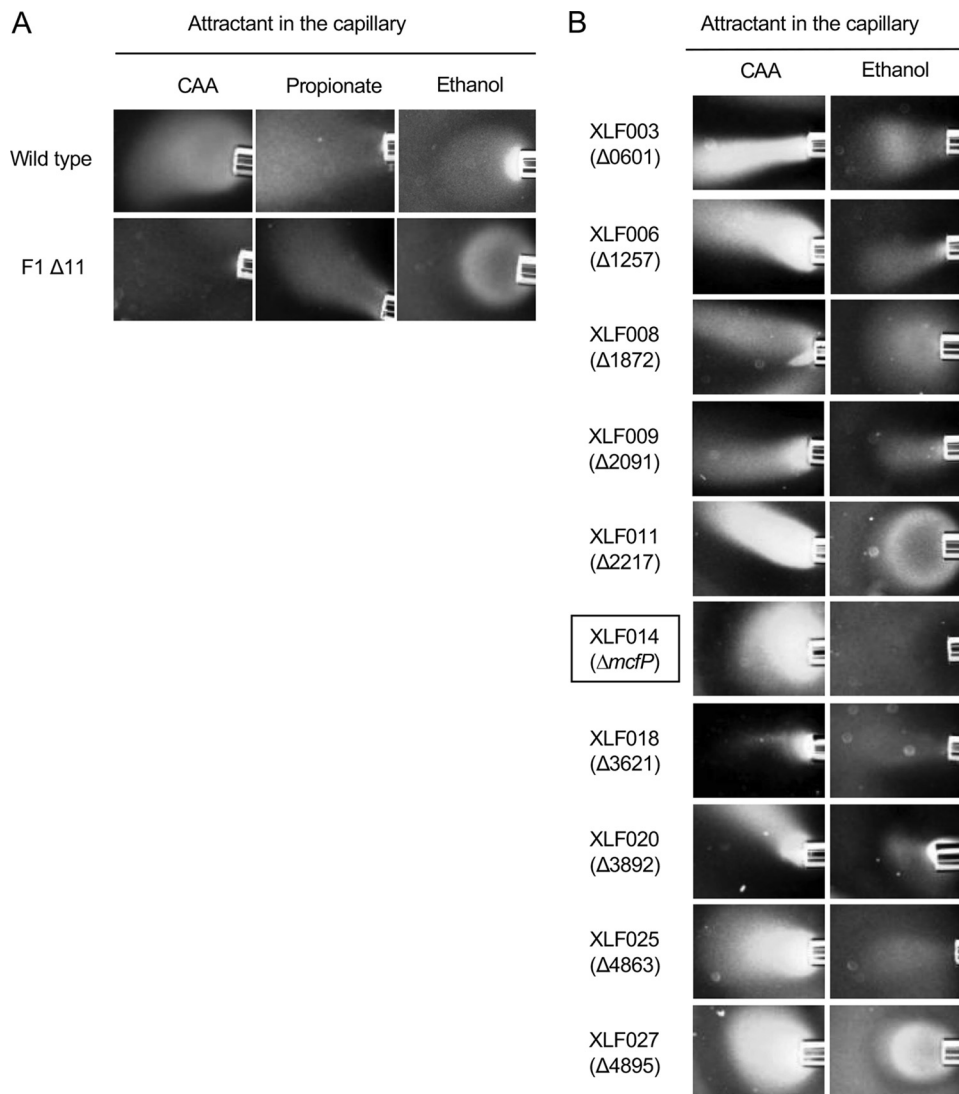 A
Attractant in the capillary
CAA Propionate Ethanol
Wild type
F1 Δ11
B
Attractant in the capillary
CAA Ethanol
XLF003
(Δ0601)
XLF006
(Δ1257)
XLF008
(Δ1872)
XLF009
(Δ2091)
XLF011
(Δ2217)
XLF014
(ΔmcfP)
XLF018
(Δ3621)
XLF020
(Δ3892)
XLF025
(Δ4863)
XLF027
(Δ4895)